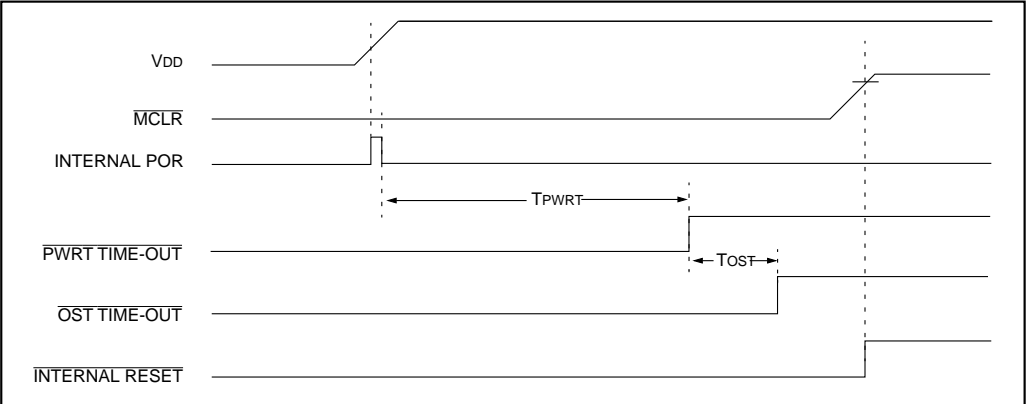 VDD
MCLR
INTERNAL POR
TPWRT
PWRT TIME-OUT
TOST
OST TIME-OUT
INTERNAL RESET